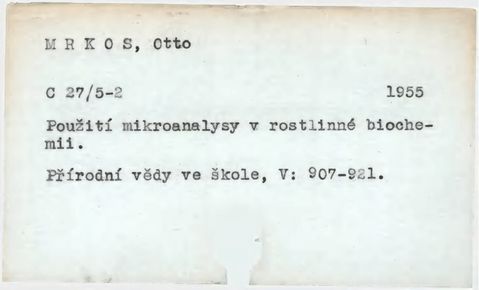 M R K O S, Otto
C 27/5-2 1955
Použití mikroanalysy v rostlinné bioche-
mii.
Přírodní vědy ve škole, V: 907-921.